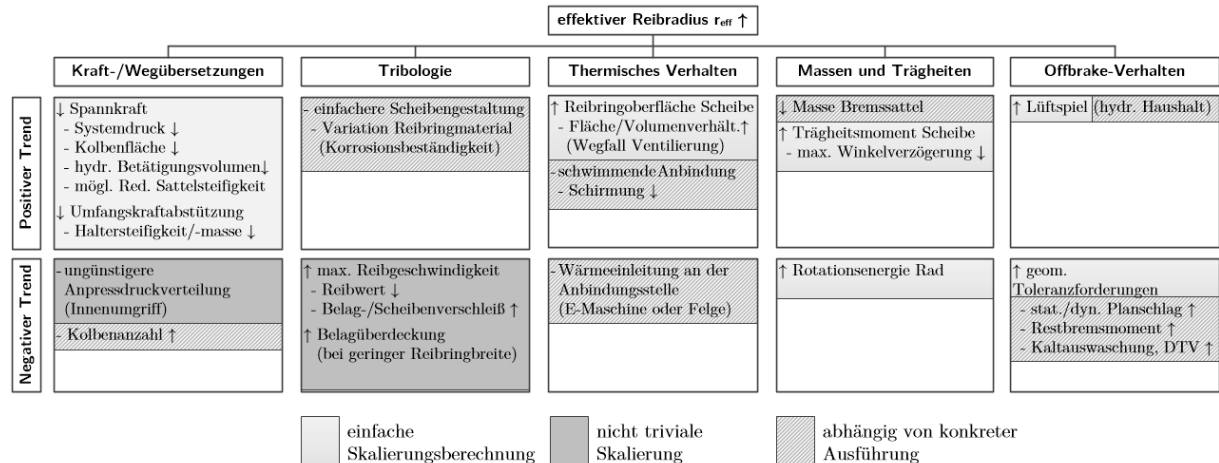 effektiver Reibradius r_eff ↑
Kraft-/Wegübersetzungen
Tribologie
Thermisches Verhalten
Massen und Trägheiten
Offbrake-Verhalten
Positiver Trend
↓ Spannkraft
- Systemdruck ↓
- Kolbenfläche ↓
- hydr. Betätigungsvolumen↓
- mögl. Red. Sattelsteifigkeit
↓ Umfangskraftabstützung
- Haltersteifigkeit/-masse ↓
- einfachere Scheibengestaltung
- Variation Reibringmaterial
(Korrosionsbeständigkeit)
↑ Reibringoberfläche Scheibe
- Fläche/Volumenverhält.↑
(Wegfall Ventilierung)
- schwimmende Anbindung
- Schirmung ↓
↓ Masse Bremssattel
↑ Trägheitsmoment Scheibe
- max. Winkelverzögerung ↓
↑ Lüftspiel (hydr. Haushalt)
Negativer Trend
- ungünstigere
Anpressdruckverteilung
(Innenumgriff)
- Kolbenanzahl ↑
↑ max. Reibgeschwindigkeit
- Reibwert ↓
- Belag-/Scheibenverschleiß ↑
↑ Belagüberdeckung
(bei geringer Reibringbreite)
- Wärmeeinleitung an der
Anbindungsstelle
(E-Maschine oder Felge)
↑ Rotationsenergie Rad
↑ geom.
Toleranzforderungen
- stat./dyn. Planschlag ↑
- Restbremsmoment ↑
- Kaltauswaschung, DTV ↑
einfache
Skalierungsberechnung
nicht triviale
Skalierung
abhängig von konkreter
Ausführung